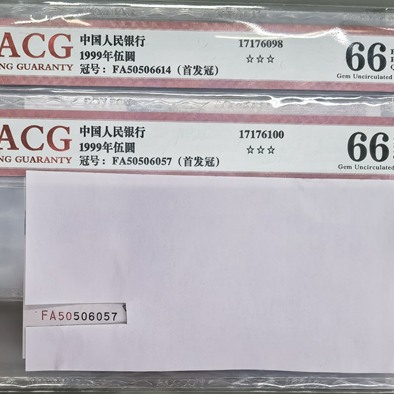 ACG 中国人民银行 17176098 66
1999年伍圆 ☆☆☆
NG GUARANTY 冠号：FA50506614（首发冠） Gem Uncirculated
ACG 中国人民银行 17176100 66
1999年伍圆 ☆☆☆
NG GUARANTY 冠号：FA50506057（首发冠） Gem Uncirculated
FA50506057